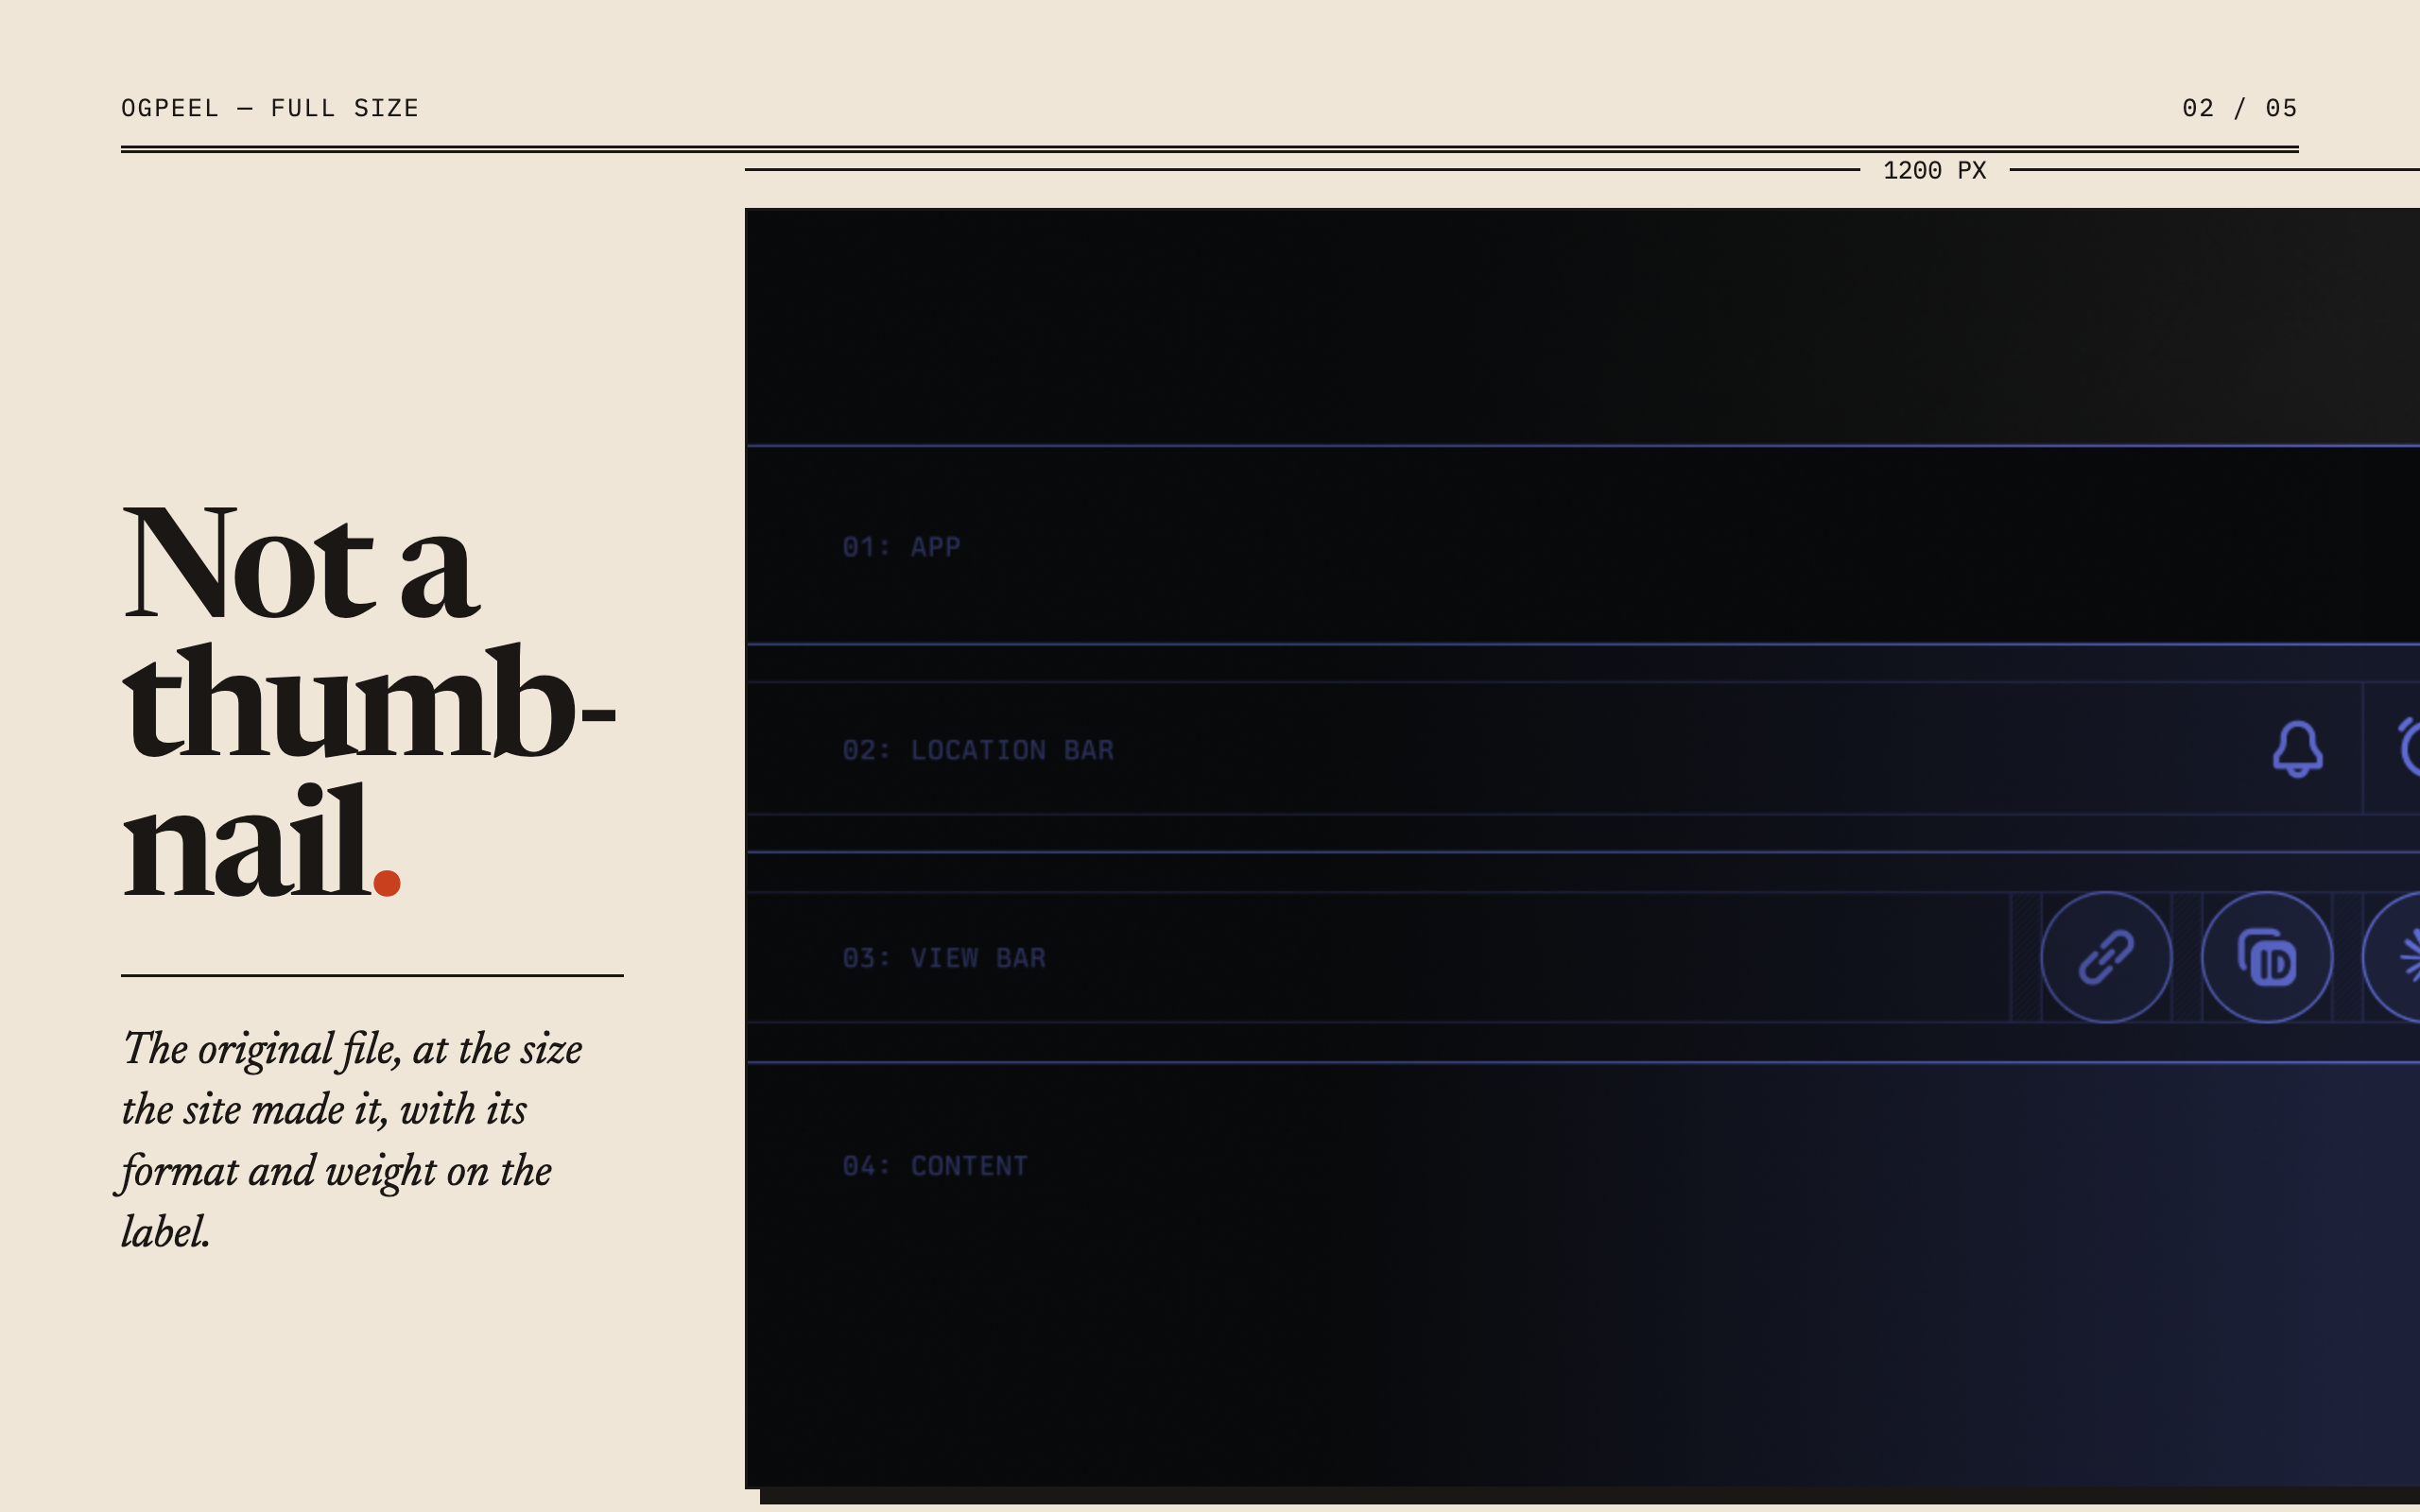 OGPEEL — FULL SIZE
02 / 05
1200 PX
Not a
thumb-
nail.
The original file, at the size
the site made it, with its
format and weight on the
label.
01: APP
02: LOCATION BAR
03: VIEW BAR
04: CONTENT